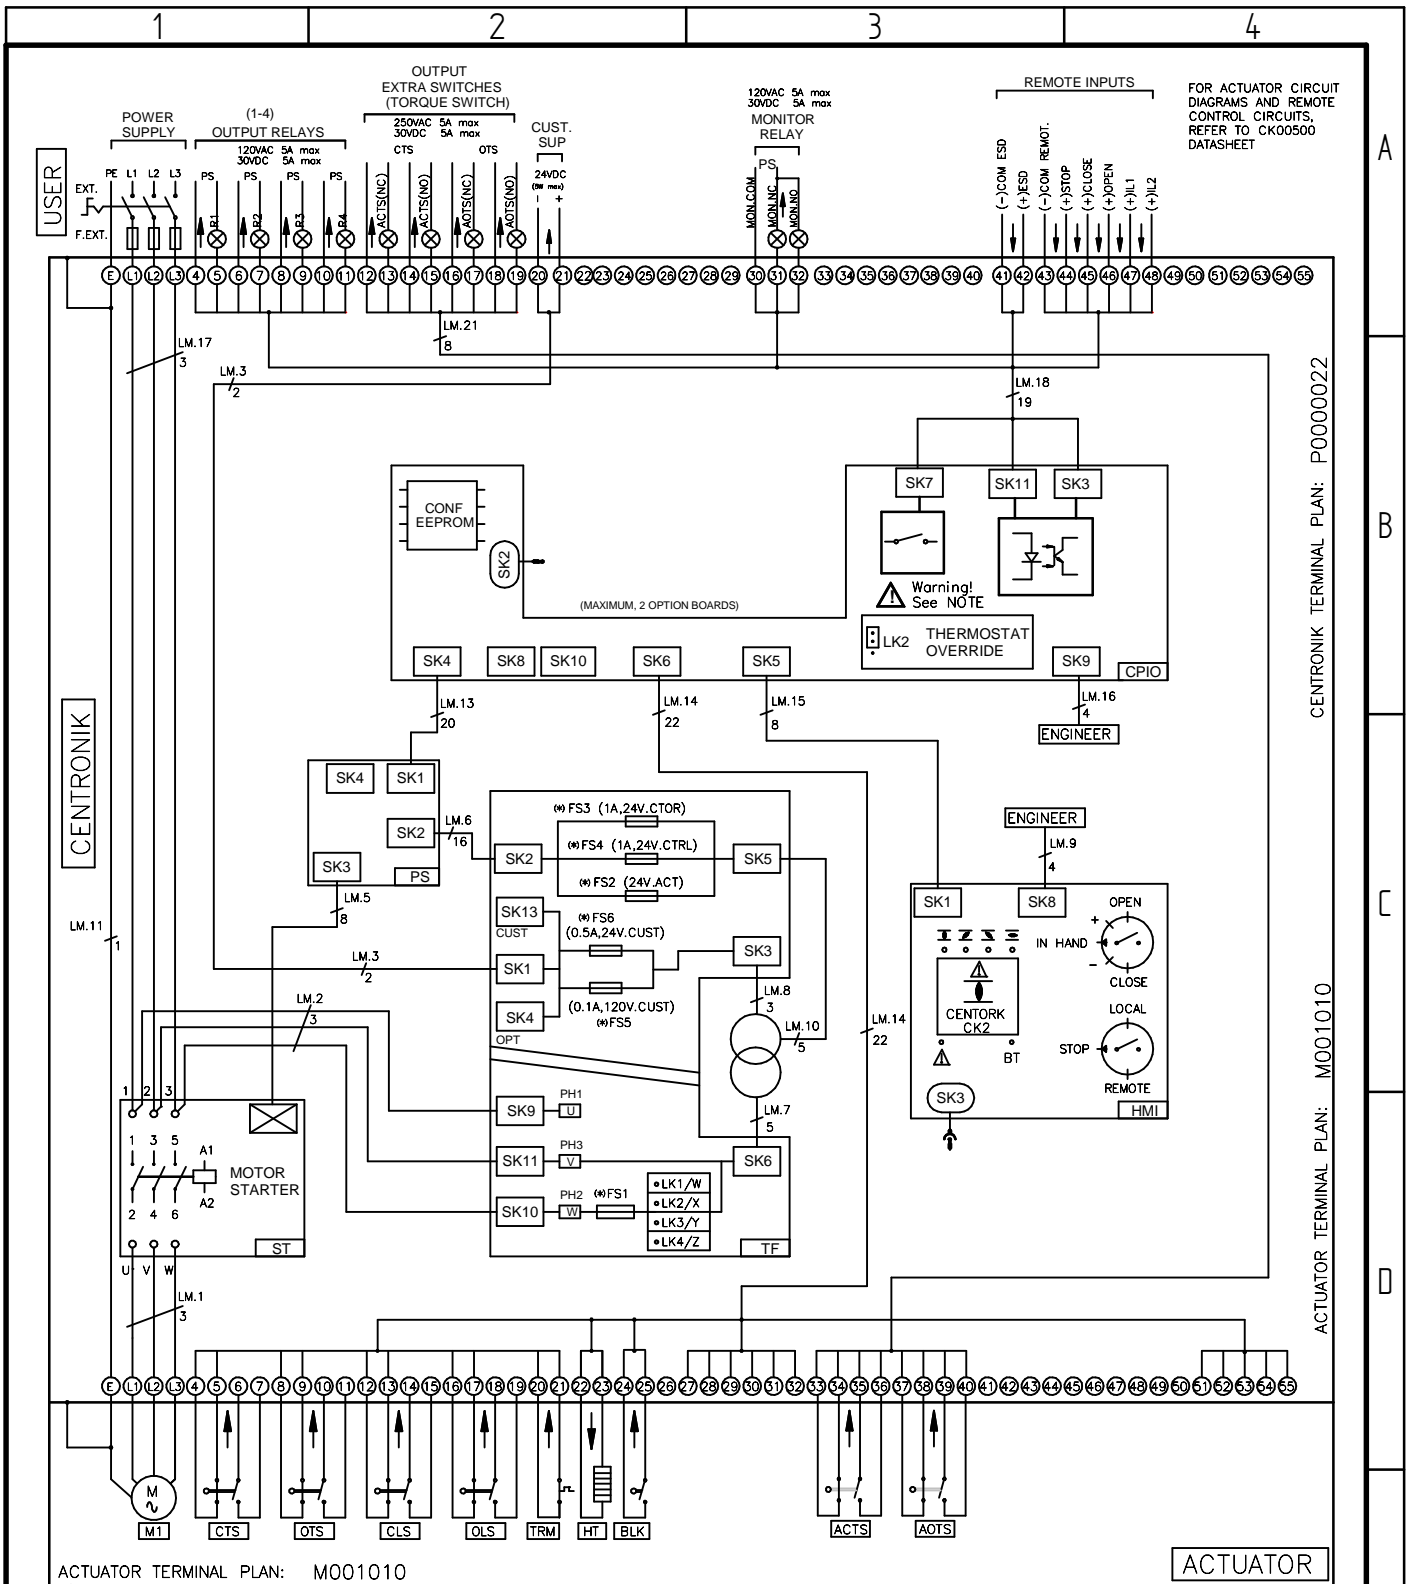 1 2 3 4
A
B
C
D
USER
POWER
SUPPLY
PE L1 L2 L3
EXT.
F.EXT.
(1-4)
OUTPUT RELAYS
120VAC 5A max
30VDC 5A max
PS PS PS PS
R1 R2 R3 R4
OUTPUT
EXTRA SWITCHES
(TORQUE SWITCH)
250VAC 5A max
30VDC 5A max
CTS OTS
ACTS(NC)
ACTS(NO)
AOTS(NC)
AOTS(NO)
CUST.
SUP
24VDC
(5W max)
- +
120VAC 5A max
30VDC 5A max
MONITOR
RELAY
PS
MON.COM
MON.NC
MON.NO
REMOTE INPUTS
(-)COM ESD
(+)ESD
(-)COM REMOT.
(+)STOP
(+)CLOSE
(+)OPEN
(+)IL1
(+)IL2
FOR ACTUATOR CIRCUIT
DIAGRAMS AND REMOTE
CONTROL CIRCUITS,
REFER TO CK00500
DATASHEET
E L1 L2 L3 4 5 6 7 8 9 10 11 12 13 14 15 16 17 18 19 20 21 22 23 24 25 26 27 28 29 30 31 32 33 34 35 36 37 38 39 40 41 42 43 44 45 46 47 48 49 50 51 52 53 54 55
LM.17
3
LM.21
8
LM.3
2
LM.18
19
CENTRONIK TERMINAL PLAN: P0000022
CONF
EEPROM
SK2
SK7
SK11
SK3
Warning!
See NOTE
(MAXIMUM, 2 OPTION BOARDS)
LK2
THERMOSTAT
OVERRIDE
SK4 SK8 SK10 SK6 SK5 SK9
CPIO
LM.13
20
LM.14
22
LM.15
8
LM.16
4
ENGINEER
CENTRONIK
SK4 SK1
SK2
SK3
PS
LM.6
16
LM.5
8
LM.11
1
(*)FS3 (1A,24V.CTOR)
(*)FS4 (1A,24V.CTRL)
(*)FS2 (24V.ACT)
SK2
SK5
SK13
CUST
(*)FS6
(0.5A,24V.CUST)
SK3
LM.3
2
SK1
SK4
OPT
(0.1A,120V.CUST)
(*)FS5
LM.8
3
LM.10
5
LM.14
22
LM.2
3
LM.7
5
SK9
PH1
U
SK11
PH3
V
SK6
SK10
PH2
W
(*)FS1
LK1/W
LK2/X
LK3/Y
LK4/Z
TF
ENGINEER
LM.9
4
SK1
SK8
OPEN
+
IN HAND
-
CLOSE
CENTORK
CK2
BT
LOCAL
STOP
REMOTE
SK3
HMI
1 2 3
1 3 5
A1
A2
2 4 6
MOTOR
STARTER
ST
U V W
LM.1
3
ACTUATOR TERMINAL PLAN: M001010
E L1 L2 L3 4 5 6 7 8 9 10 11 12 13 14 15 16 17 18 19 20 21 22 23 24 25 26 27 28 29 30 31 32 33 34 35 36 37 38 39 40 41 42 43 44 45 46 47 48 49 50 51 52 53 54 55
M
M1
CTS
OTS
CLS
OLS
TRM
HT
BLK
ACTS
AOTS
ACTUATOR TERMINAL PLAN: M001010
ACTUATOR